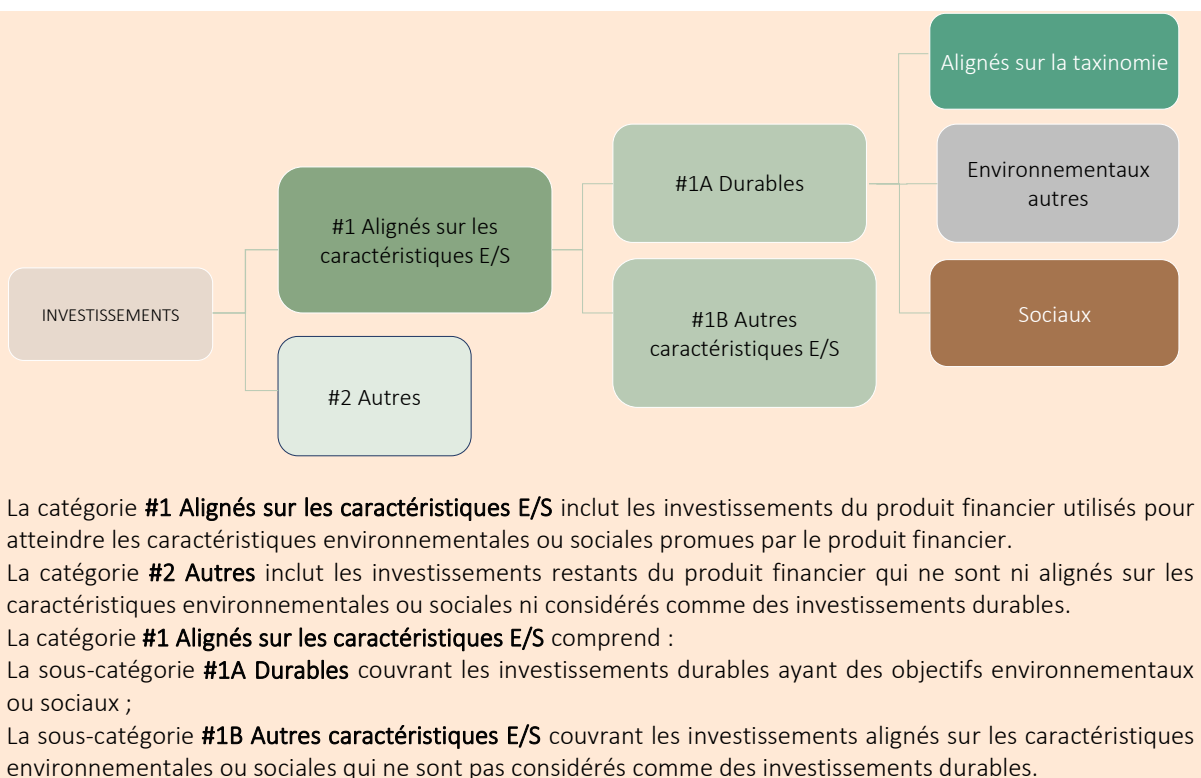 Alignés sur la taxinomie
#1A Durables
Environnementaux
autres
#1 Alignés sur les
caractéristiques E/S
INVESTISSEMENTS
#1B Autres
caractéristiques E/S
Sociaux
#2 Autres
La catégorie #1 Alignés sur les caractéristiques E/S inclut les investissements du produit financier utilisés pour
atteindre les caractéristiques environnementales ou sociales promues par le produit financier.
La catégorie #2 Autres inclut les investissements restants du produit financier qui ne sont ni alignés sur les
caractéristiques environnementales ou sociales ni considérés comme des investissements durables.
La catégorie #1 Alignés sur les caractéristiques E/S comprend :
La sous-catégorie #1A Durables couvrant les investissements durables ayant des objectifs environnementaux
ou sociaux ;
La sous-catégorie #1B Autres caractéristiques E/S couvrant les investissements alignés sur les caractéristiques
environnementales ou sociales qui ne sont pas considérés comme des investissements durables.